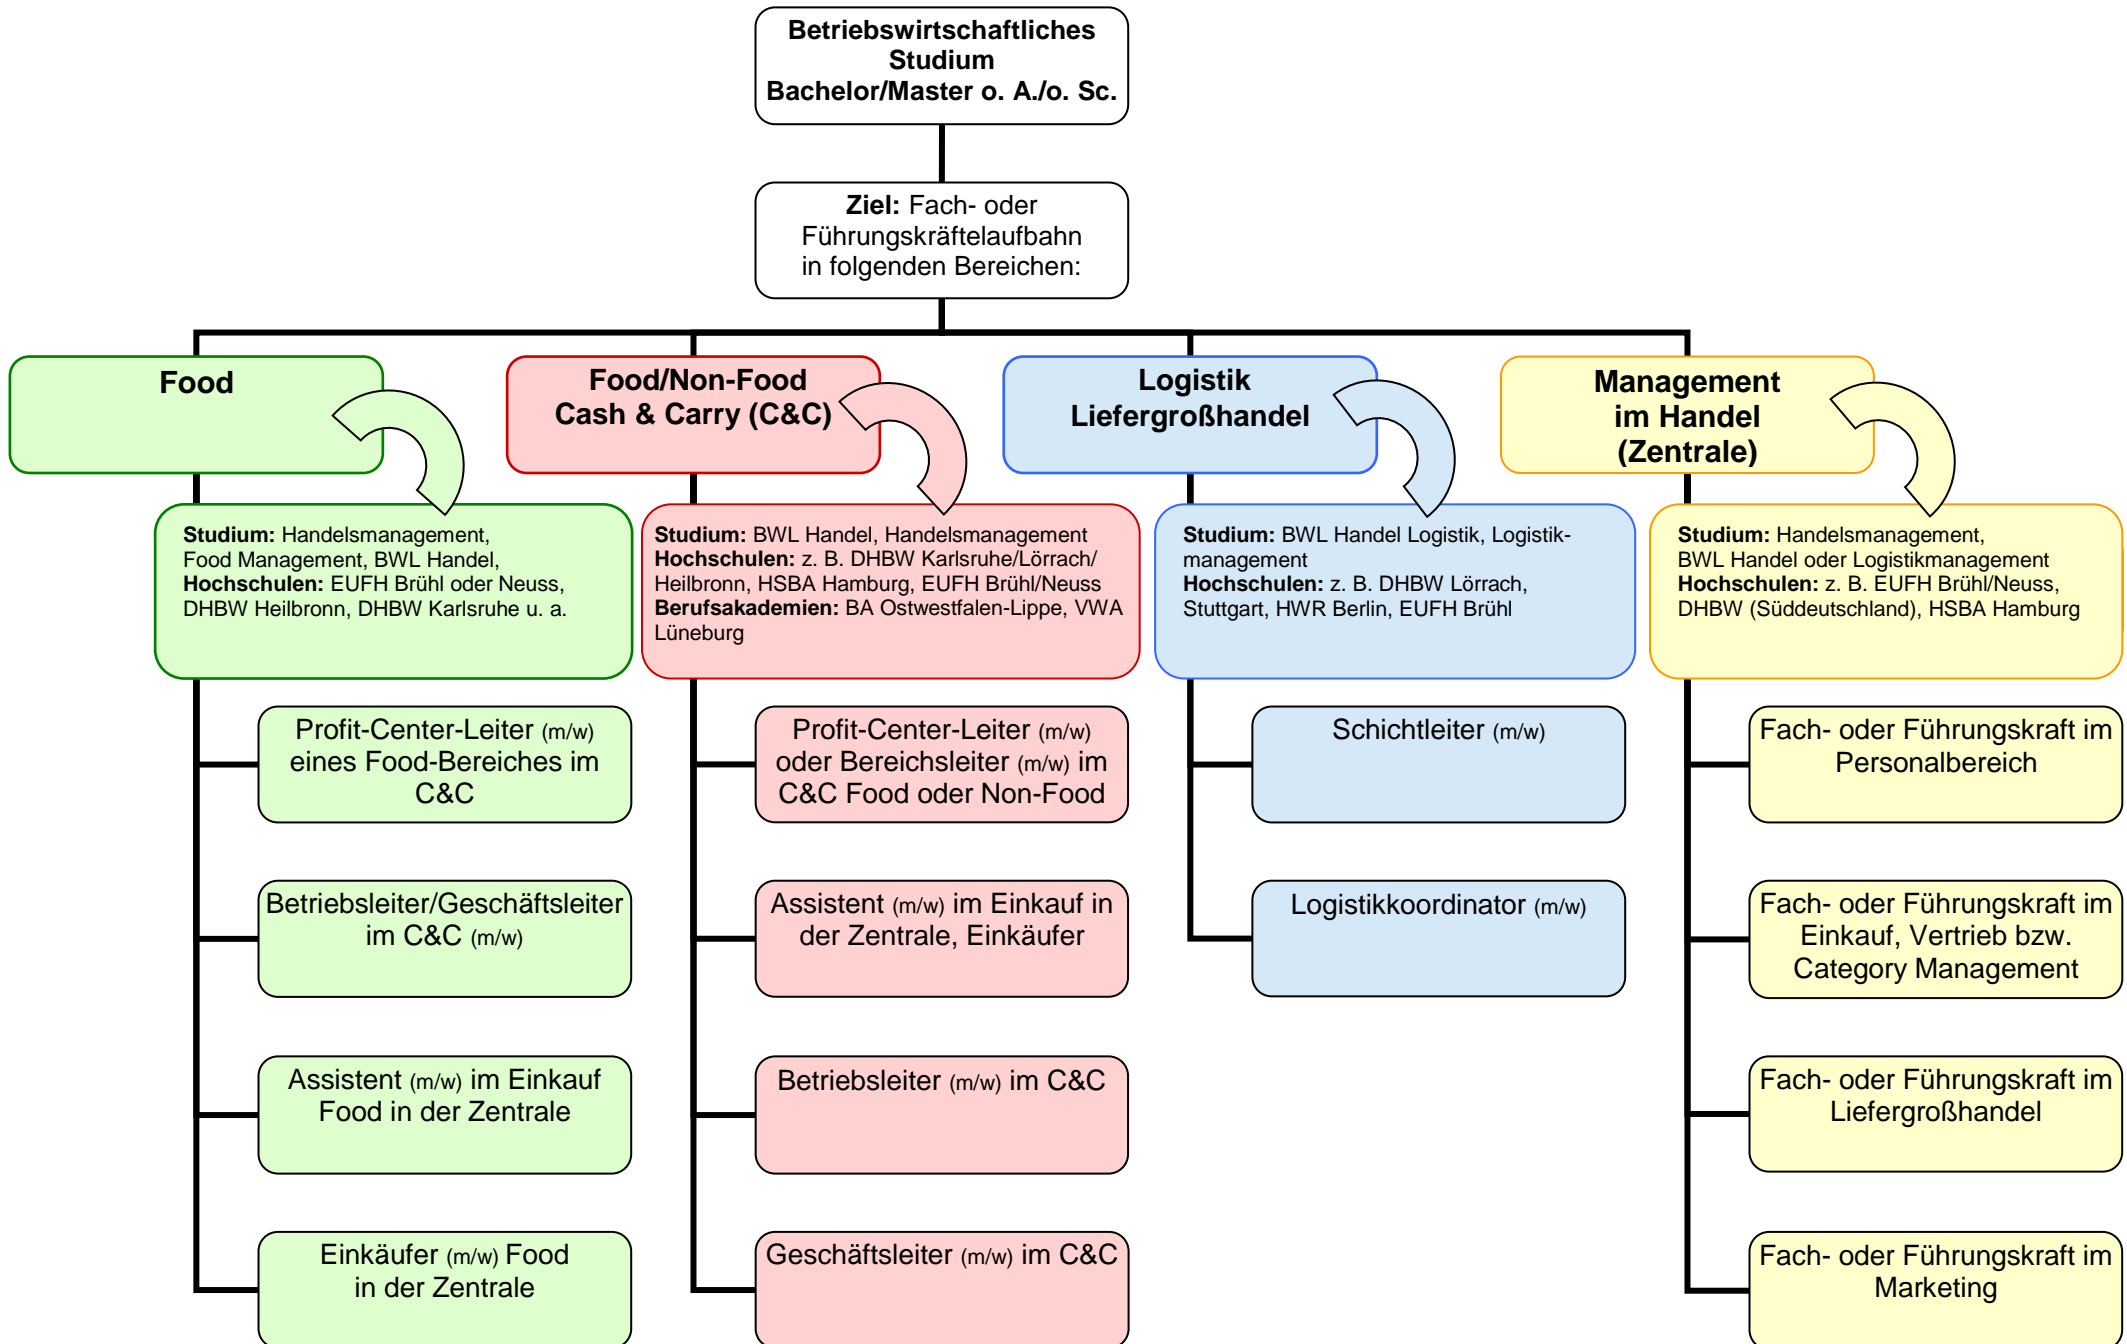 Betriebswirtschaftliches
Studium
Bachelor/Master o. A./o. Sc.
Ziel: Fach- oder
Führungskräftelaufbahn
in folgenden Bereichen:
Food
Food/Non-Food
Cash & Carry (C&C)
Logistik
Liefergroßhandel
Management
im Handel
(Zentrale)
Studium: Handelsmanagement,
Food Management, BWL Handel,
Hochschulen: EUFH Brühl oder Neuss,
DHBW Heilbronn, DHBW Karlsruhe u. a.
Studium: BWL Handel, Handelsmanagement
Hochschulen: z. B. DHBW Karlsruhe/Lörrach/
Heilbronn, HSBA Hamburg, EUFH Brühl/Neuss
Berufsakademien: BA Ostwestfalen-Lippe, VWA
Lüneburg
Studium: BWL Handel Logistik, Logistik-
management
Hochschulen: z. B. DHBW Lörrach,
Stuttgart, HWR Berlin, EUFH Brühl
Studium: Handelsmanagement,
BWL Handel oder Logistikmanagement
Hochschulen: z. B. EUFH Brühl/Neuss,
DHBW (Süddeutschland), HSBA Hamburg
Profit-Center-Leiter (m/w)
eines Food-Bereiches im
C&C
Profit-Center-Leiter (m/w)
oder Bereichsleiter (m/w) im
C&C Food oder Non-Food
Schichtleiter (m/w)
Fach- oder Führungskraft im
Personalbereich
Betriebsleiter/Geschäftsleiter
im C&C (m/w)
Assistent (m/w) im Einkauf in
der Zentrale, Einkäufer
Logistikkoordinator (m/w)
Fach- oder Führungskraft im
Einkauf, Vertrieb bzw.
Category Management
Assistent (m/w) im Einkauf
Food in der Zentrale
Betriebsleiter (m/w) im C&C
Fach- oder Führungskraft im
Liefergroßhandel
Einkäufer (m/w) Food
in der Zentrale
Geschäftsleiter (m/w) im C&C
Fach- oder Führungskraft im
Marketing